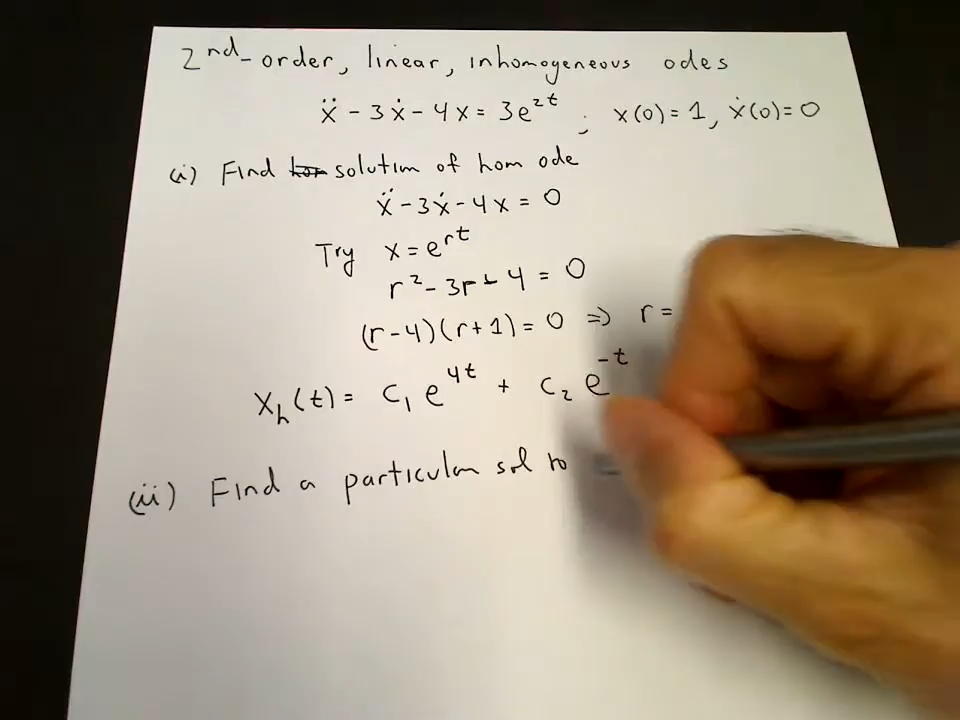 2nd-order, linear, inhomogeneous odes
ẍ - 3ẋ - 4x = 3e^{2t} ; x(0) = 1, ẋ(0) = 0
(i) Find solution of hom ode
ẍ - 3ẋ - 4x = 0
Try x = e^{rt}
r² - 3r - 4 = 0
(r-4)(r+1) = 0 ⇒ r =
x_h(t) = c₁e^{4t} + c₂e^{-t}
(ii) Find a particular sol to